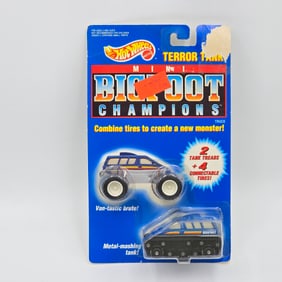 Hot Wheels
TERROR TANK
MINI
BIGFOOT
CHAMPIONS
Combine tires to create a new monster!
2
TANK TREADS
+4
CONNECTABLE
TIRES!
Van-tastic brute!
Metal-mashing
tank!